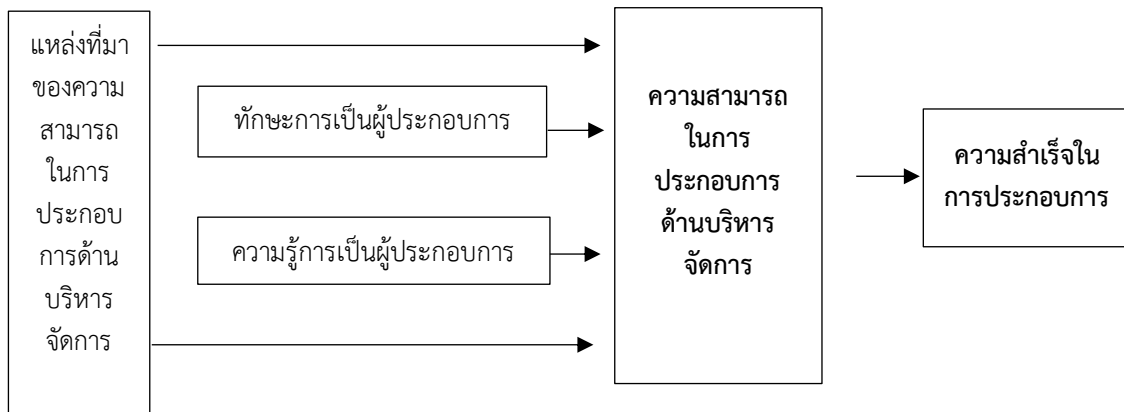 แหล่งที่มา
ของความ
สามารถ
ในการ
ประกอบ
การด้าน
บริหาร
จัดการ
ทักษะการเป็นผู้ประกอบการ
ความรู้การเป็นผู้ประกอบการ
ความสามารถ
ในการ
ประกอบการ
ด้านบริหาร
จัดการ
ความสำเร็จใน
การประกอบการ